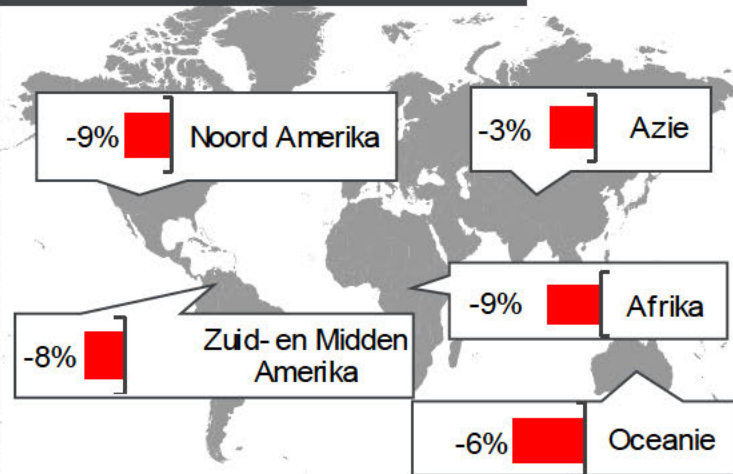 -9% Noord Amerika
-3% Azie
-9% Afrika
-8% Zuid- en Midden
Amerika
-6% Oceanie